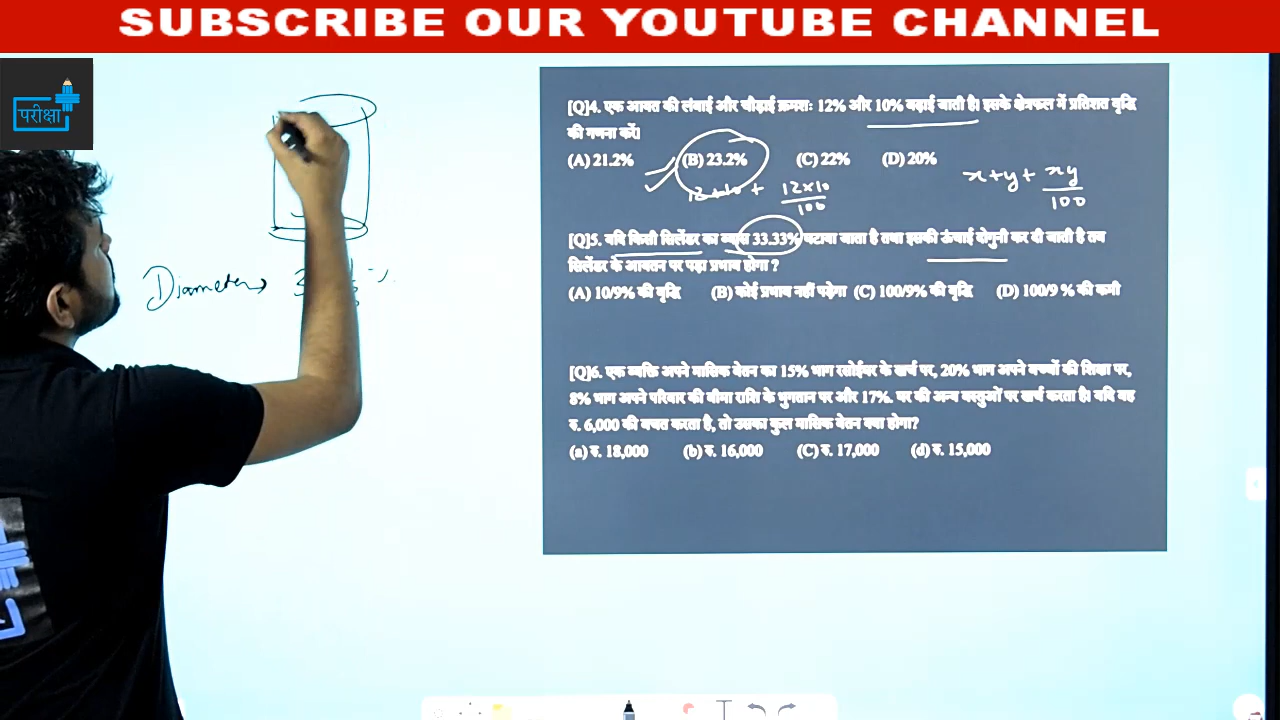 SUBSCRIBE OUR YOUTUBE CHANNEL
परीक्षा
[Q]4. एक आयत की लंबाई और चौड़ाई क्रमशः 12% और 10% बढ़ाई जाती है। इसके क्षेत्रफल में प्रतिशत वृद्धि
की गणना करें।
(A) 21.2% (B) 23.2% (C) 22% (D) 20%
x+y+ xy/100
12+10 + 12×10/100
[Q]5. यदि किसी सिलेंडर का व्यास 33.33% घटाया जाता है तथा इसकी ऊंचाई दोगुनी कर दी जाती है तब
सिलेंडर के आयतन पर पड़ा प्रभाव होगा ?
(A) 10/9% की वृद्धि (B) कोई प्रभाव नहीं पड़ेगा (C) 100/9% की वृद्धि (D) 100/9 % की कमी
Diameter
[Q]6. एक व्यक्ति अपने मासिक वेतन का 15% भाग रसोईघर के खर्च पर, 20% भाग अपने बच्चों की शिक्षा पर,
8% भाग अपने परिवार की बीमा राशि के भुगतान पर और 17%. घर की अन्य वस्तुओं पर खर्च करता है। यदि वह
रु. 6,000 की बचत करता है, तो उसका कुल मासिक वेतन क्या होगा?
(a) रु. 18,000 (b) रु. 16,000 (C) रु. 17,000 (d) रु. 15,000